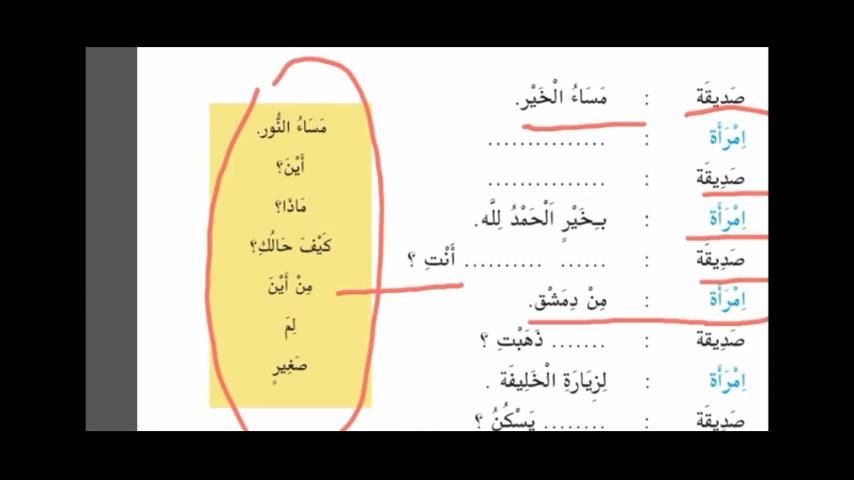 صَدِيقَة : مَسَاءُ الْخَيْر.
اِمْرَأَة : ...............
صَدِيقَة : ...............
اِمْرَأَة : بِخَيْرٍ اَلْحَمْدُ لِلَّه.
صَدِيقَة : ...... .......... أَنْتِ ؟
اِمْرَأَة : مِنْ دِمَشْق.
صَدِيقَة : ....... ذَهَبْتِ ؟
اِمْرَأَة : لِزِيَارَةِ الْخَلِيفَة .
صَدِيقَة : ........ يَسْكُنُ ؟
مَسَاءُ النُّور.
أَيْنَ؟
مَاذَا؟
كَيْفَ حَالُكِ؟
مِنْ أَيْنَ
لِمَ
صَغِيرٍ